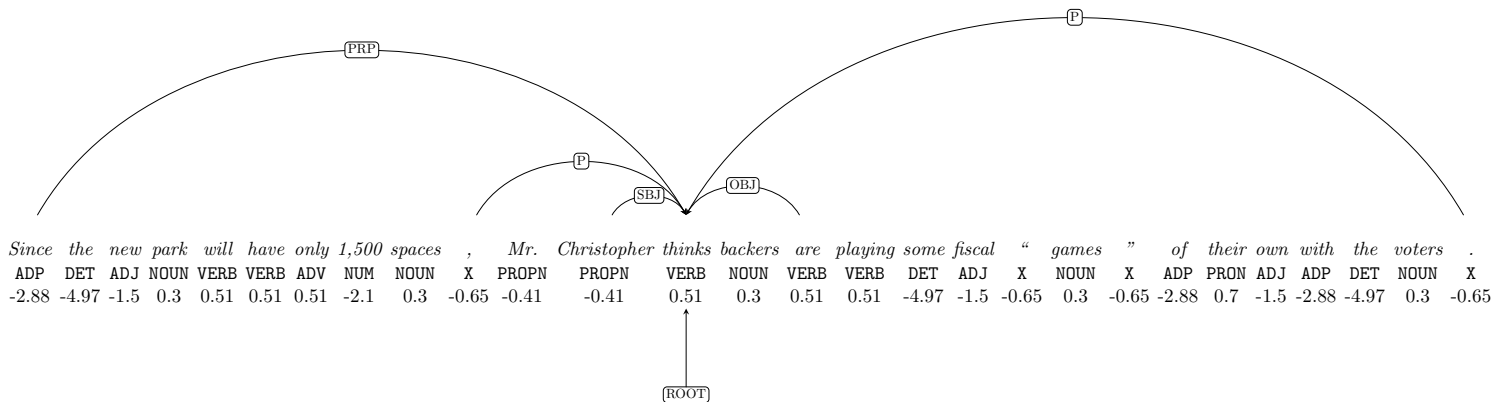 P
PRP
P
OBJ
SBJ
Since the new park will have only 1,500 spaces , Mr. Christopher thinks backers are playing some fiscal “ games ” of their own with the voters .
ADP DET ADJ NOUN VERB VERB ADV NUM NOUN X PROPN PROPN VERB NOUN VERB VERB DET ADJ X NOUN X ADP PRON ADJ ADP DET NOUN X
-2.88 -4.97 -1.5 0.3 0.51 0.51 0.51 -2.1 0.3 -0.65 -0.41 -0.41 0.51 0.3 0.51 0.51 -4.97 -1.5 -0.65 0.3 -0.65 -2.88 0.7 -1.5 -2.88 -4.97 0.3 -0.65
ROOT